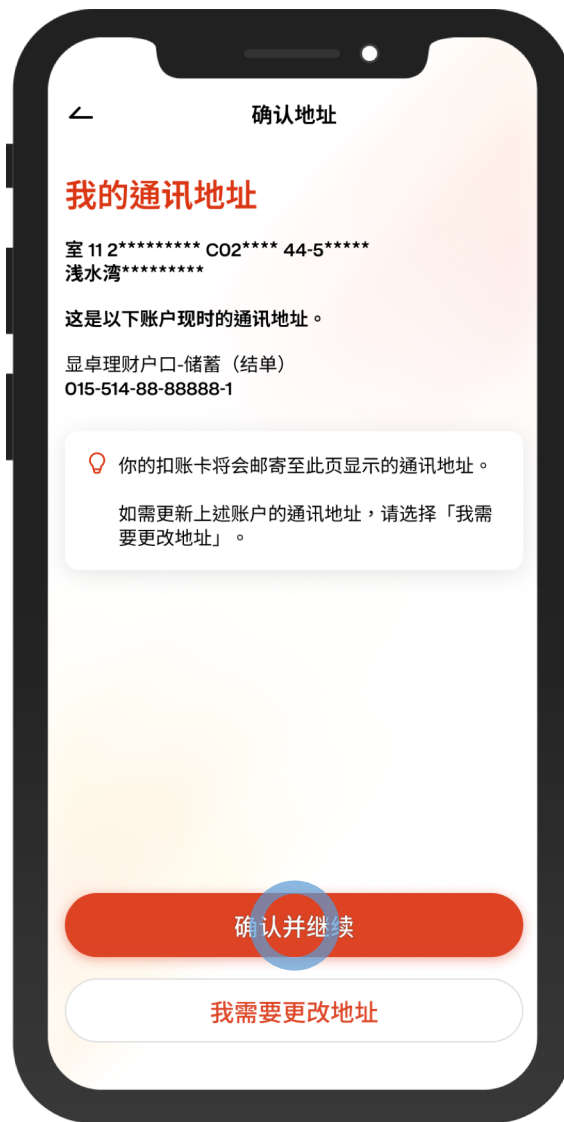 确认地址
我的通讯地址
室 11 2********* CO2**** 44-5*****
浅水湾*********
这是以下账户现时的通讯地址。
显卓理财户口-储蓄（结单）
015-514-88-88888-1
你的扣账卡将会邮寄至此页显示的通讯地址。
如需更新上述账户的通讯地址，请选择「我需
要更改地址」。
确认并继续
我需要更改地址